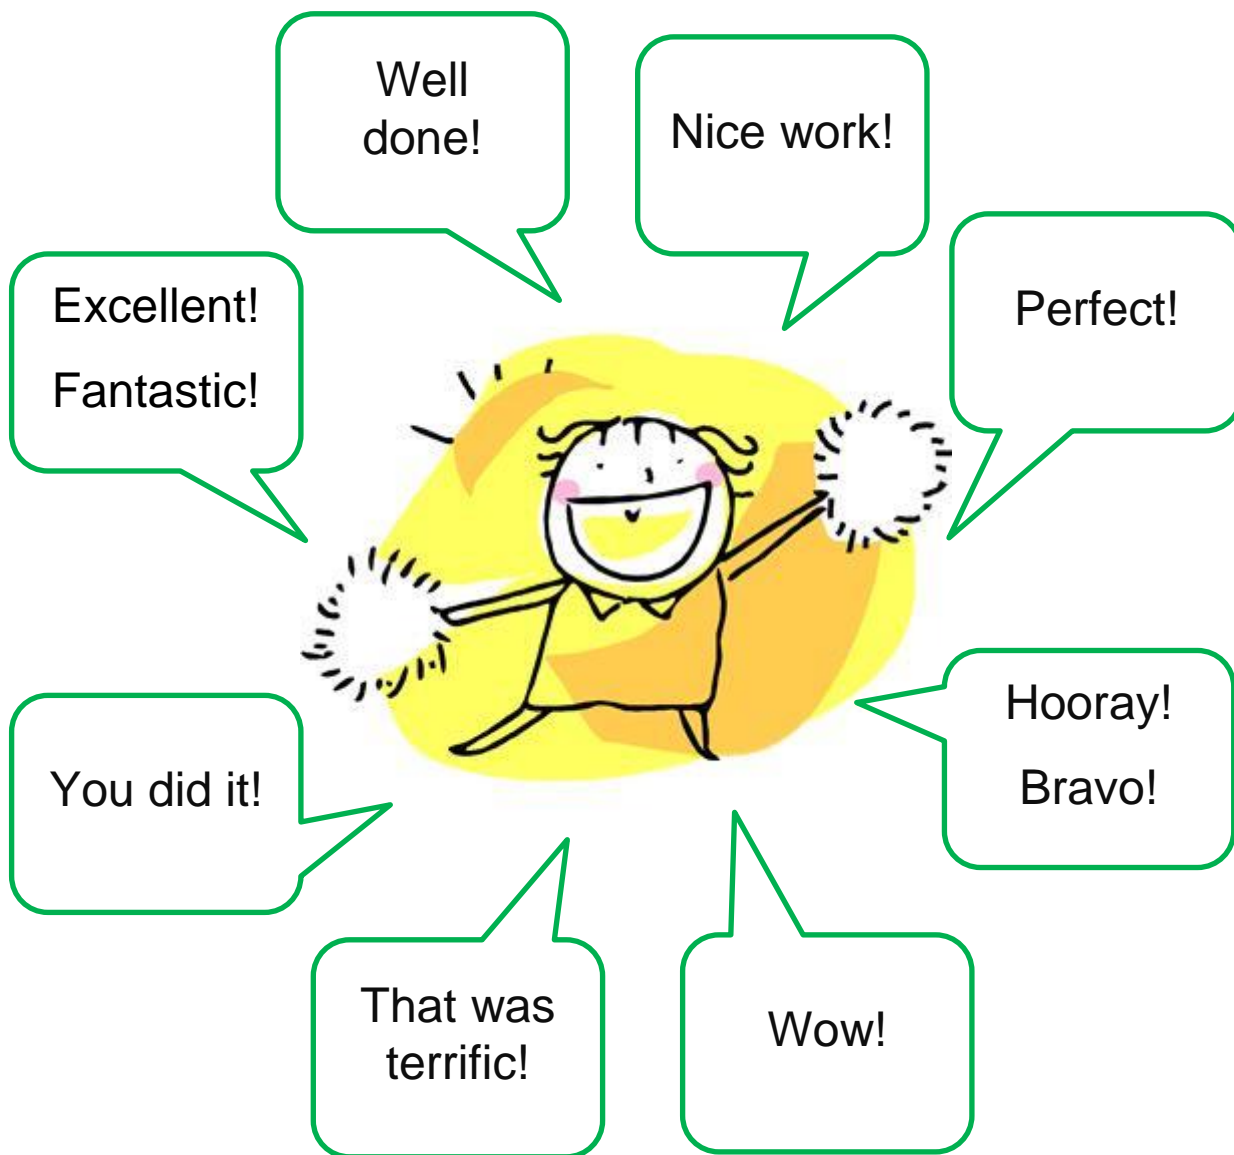 Well
done!
Nice work!
Excellent!
Fantastic!
Perfect!
You did it!
Hooray!
Bravo!
That was
terrific!
Wow!